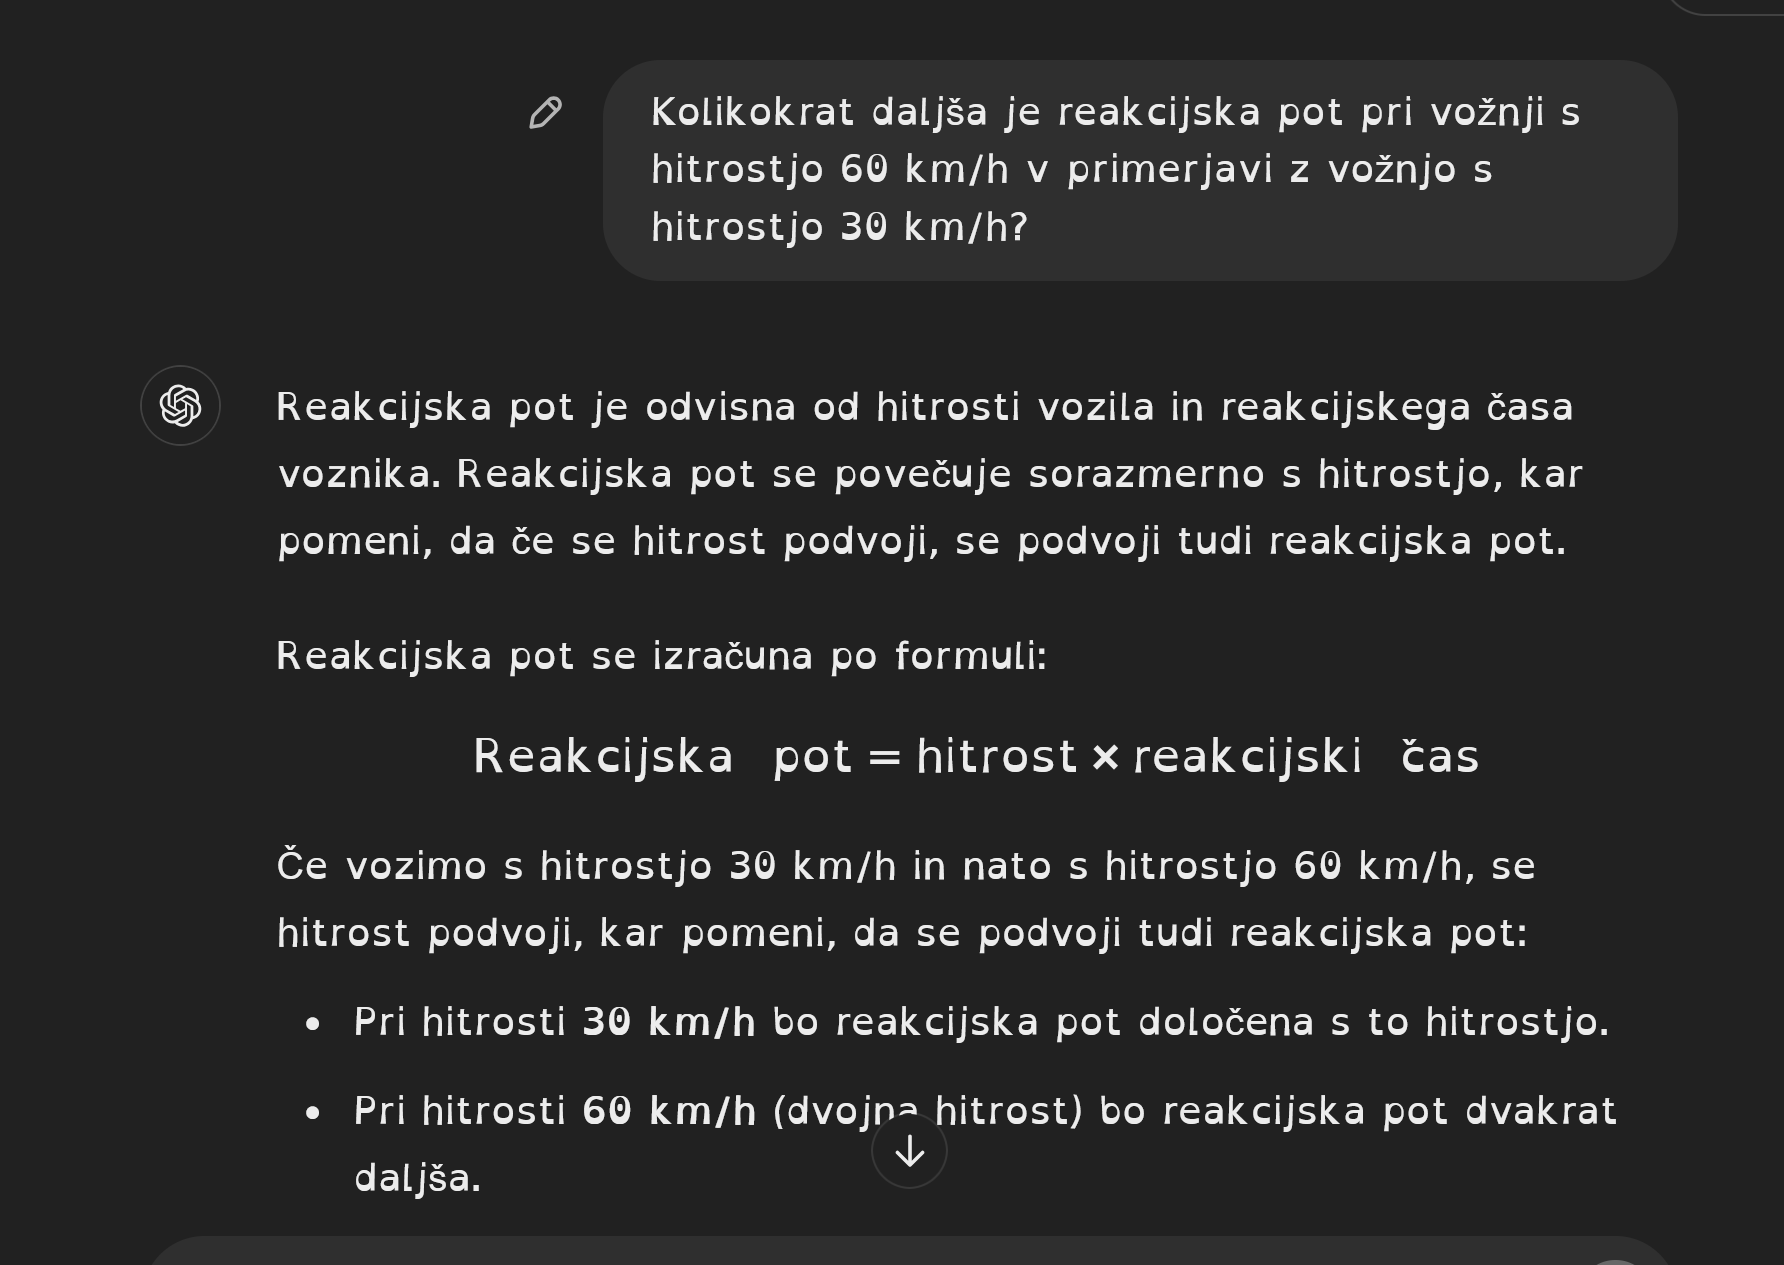 Kolikokrat daljša je reakcijska pot pri vožnji s
hitrostjo 60 km/h v primerjavi z vožnjo s
hitrostjo 30 km/h?
Reakcijska pot je odvisna od hitrosti vozila in reakcijskega časa
voznika. Reakcijska pot se povečuje sorazmerno s hitrostjo, kar
pomeni, da če se hitrost podvoji, se podvoji tudi reakcijska pot.
Reakcijska pot se izračuna po formuli:
Reakcijska pot = hitrost × reakcijski čas
Če vozimo s hitrostjo 30 km/h in nato s hitrostjo 60 km/h, se
hitrost podvoji, kar pomeni, da se podvoji tudi reakcijska pot:
• Pri hitrosti 30 km/h bo reakcijska pot določena s to hitrostjo.
• Pri hitrosti 60 km/h (dvojna hitrost) bo reakcijska pot dvakrat
daljša.